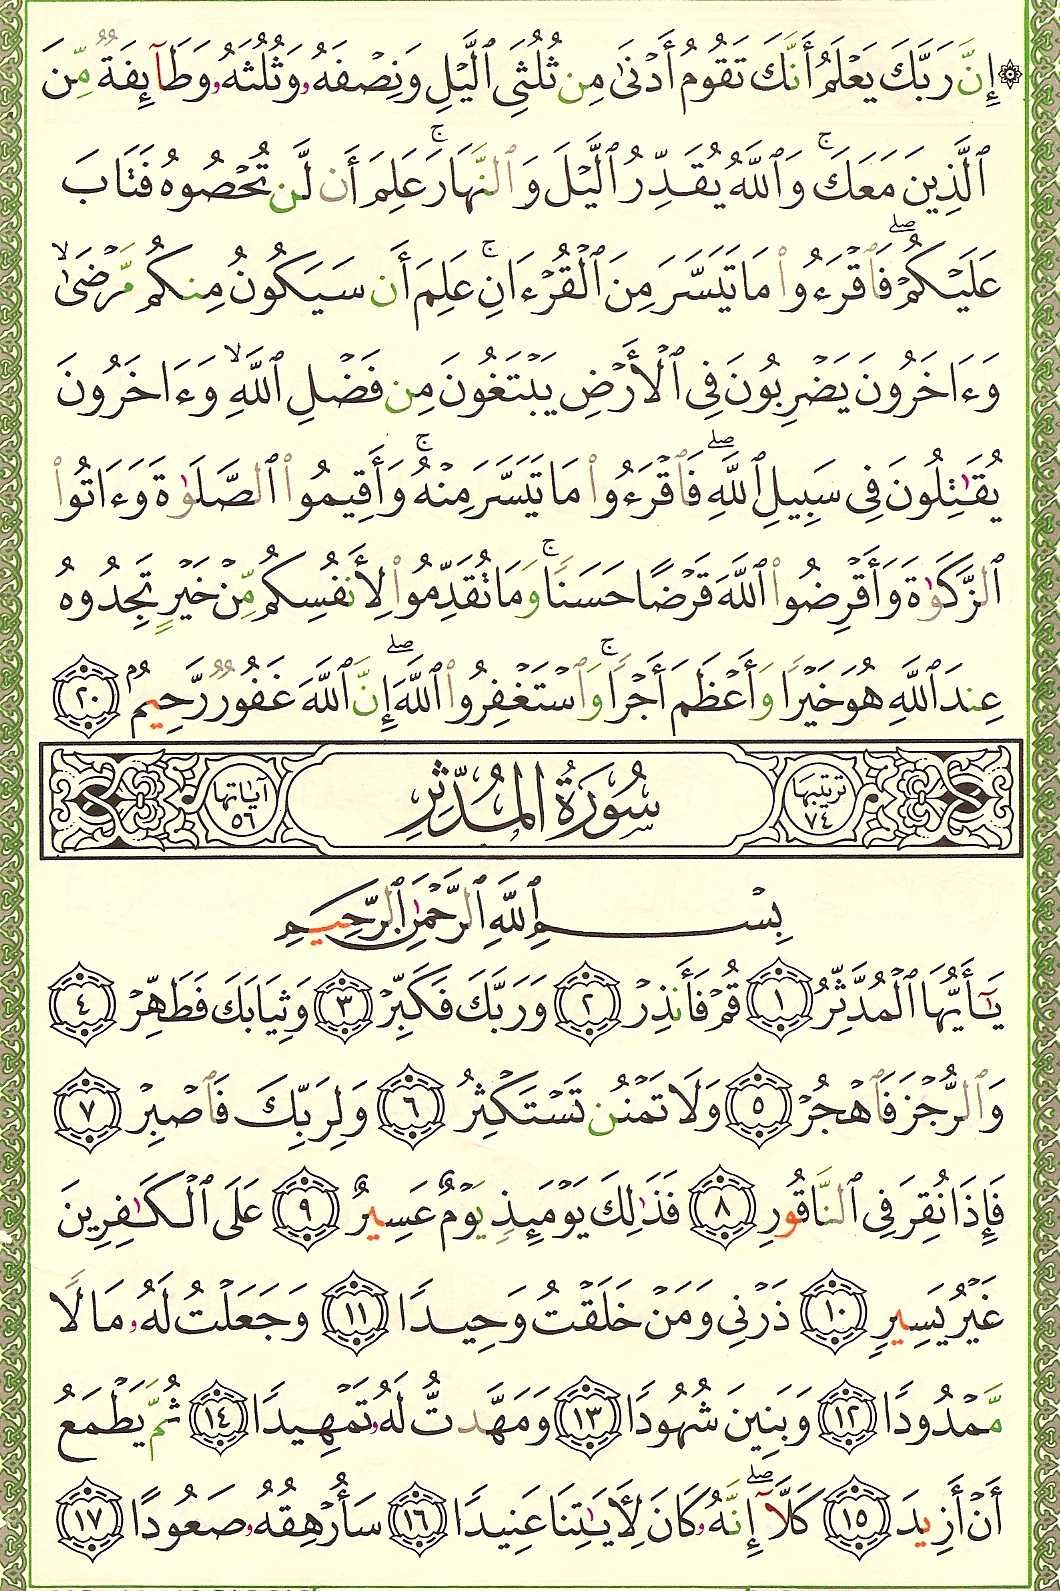 ۞ إِنَّ رَبَّكَ يَعْلَمُ أَنَّكَ تَقُومُ أَدْنَىٰ مِن ثُلُثَىِ ٱلَّيْلِ وَنِصْفَهُۥ وَثُلُثَهُۥ وَطَآئِفَةٌ مِّنَ
ٱلَّذِينَ مَعَكَ ۚ وَٱللَّهُ يُقَدِّرُ ٱلَّيْلَ وَٱلنَّهَارَ ۚ عَلِمَ أَن لَّن تُحْصُوهُ فَتَابَ
عَلَيْكُمْ ۖ فَٱقْرَءُوا۟ مَا تَيَسَّرَ مِنَ ٱلْقُرْءَانِ ۚ عَلِمَ أَن سَيَكُونُ مِنكُم مَّرْضَىٰ ۙ
وَءَاخَرُونَ يَضْرِبُونَ فِى ٱلْأَرْضِ يَبْتَغُونَ مِن فَضْلِ ٱللَّهِ ۙ وَءَاخَرُونَ
يُقَـٰتِلُونَ فِى سَبِيلِ ٱللَّهِ ۖ فَٱقْرَءُوا۟ مَا تَيَسَّرَ مِنْهُ ۚ وَأَقِيمُوا۟ ٱلصَّلَوٰةَ وَءَاتُوا۟
ٱلزَّكَوٰةَ وَأَقْرِضُوا۟ ٱللَّهَ قَرْضًا حَسَنًا ۚ وَمَا تُقَدِّمُوا۟ لِأَنفُسِكُم مِّنْ خَيْرٍ تَجِدُوهُ
عِندَ ٱللَّهِ هُوَ خَيْرًا وَأَعْظَمَ أَجْرًا ۚ وَٱسْتَغْفِرُوا۟ ٱللَّهَ ۖ إِنَّ ٱللَّهَ غَفُورٌ رَّحِيمٌۢ ٢٠
ترتيبها ٧٤ سُورَةُ الْمُدَّثِّرِ آياتها ٥٦
بِسْمِ ٱللَّهِ ٱلرَّحْمَـٰنِ ٱلرَّحِيمِ
يَـٰٓأَيُّهَا ٱلْمُدَّثِّرُ ١ قُمْ فَأَنذِرْ ٢ وَرَبَّكَ فَكَبِّرْ ٣ وَثِيَابَكَ فَطَهِّرْ ٤
وَٱلرُّجْزَ فَٱهْجُرْ ٥ وَلَا تَمْنُن تَسْتَكْثِرُ ٦ وَلِرَبِّكَ فَٱصْبِرْ ٧
فَإِذَا نُقِرَ فِى ٱلنَّاقُورِ ٨ فَذَٰلِكَ يَوْمَئِذٍ يَوْمٌ عَسِيرٌ ٩ عَلَى ٱلْكَـٰفِرِينَ
غَيْرُ يَسِيرٍ ١٠ ذَرْنِى وَمَنْ خَلَقْتُ وَحِيدًا ١١ وَجَعَلْتُ لَهُۥ مَالًا
مَّمْدُودًا ١٢ وَبَنِينَ شُهُودًا ١٣ وَمَهَّدتُّ لَهُۥ تَمْهِيدًا ١٤ ثُمَّ يَطْمَعُ
أَنْ أَزِيدَ ١٥ كَلَّآ ۖ إِنَّهُۥ كَانَ لِـَٔايَـٰتِنَا عَنِيدًا ١٦ سَأُرْهِقُهُۥ صَعُودًا ١٧